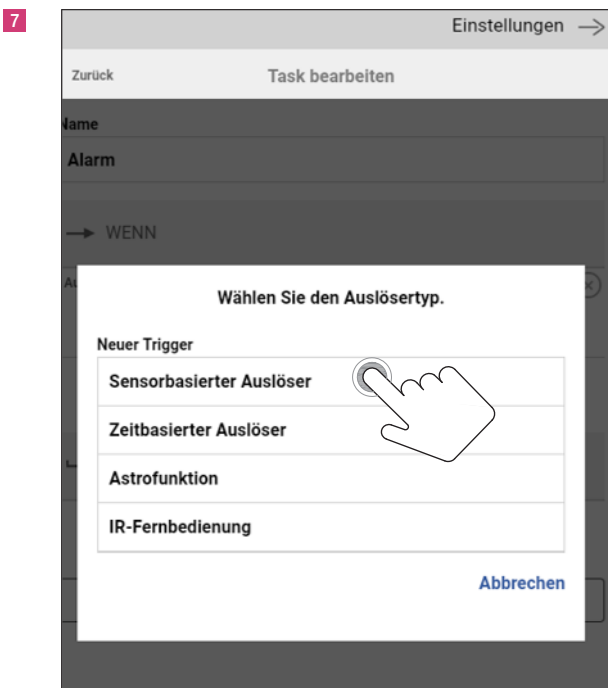 7
Einstellungen
Zurück Task bearbeiten
Name
Alarm
WENN
Wählen Sie den Auslösertyp.
Neuer Trigger
Sensorbasierter Auslöser
Zeitbasierter Auslöser
Astrofunktion
IR-Fernbedienung
Abbrechen